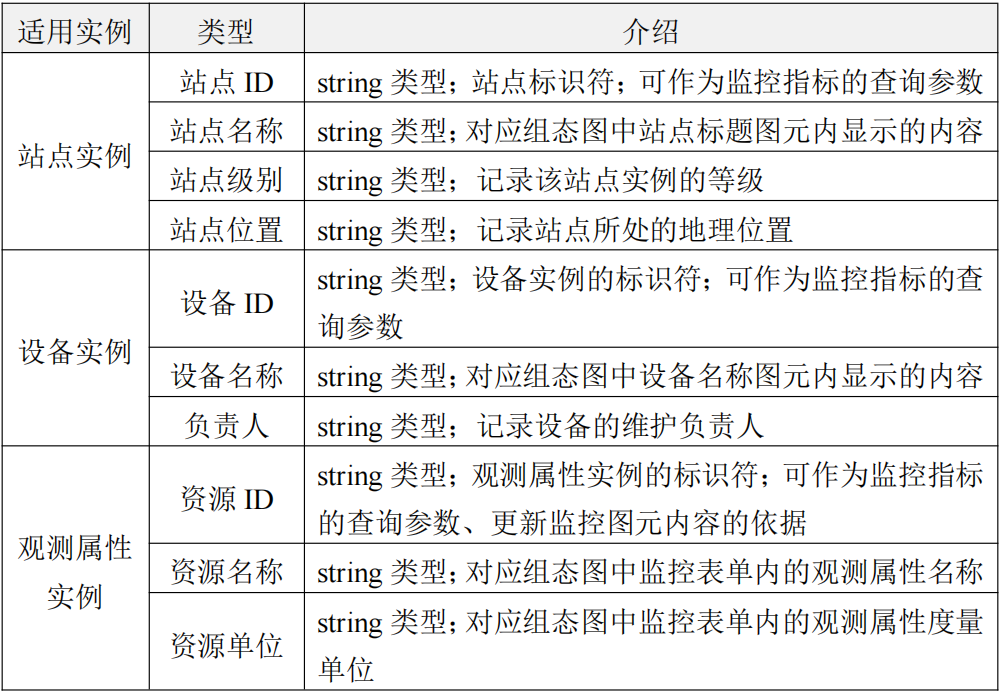 适用实例 类型 介绍
站点实例
站点 ID string 类型；站点标识符；可作为监控指标的查询参数
站点名称 string 类型；对应组态图中站点标题图元内显示的内容
站点级别 string 类型；记录该站点实例的等级
站点位置 string 类型；记录站点所处的地理位置
设备实例
设备 ID string 类型；设备实例的标识符；可作为监控指标的查
询参数
设备名称 string 类型；对应组态图中设备名称图元内显示的内容
负责人 string 类型；记录设备的维护负责人
观测属性
实例
资源 ID string 类型；观测属性实例的标识符；可作为监控指标
的查询参数、更新监控图元内容的依据
资源名称 string 类型；对应组态图中监控表单内的观测属性名称
资源单位 string 类型；对应组态图中监控表单内的观测属性度量
单位